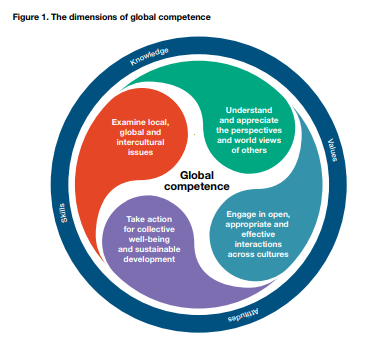 Figure 1. The dimensions of global competence
Knowledge
Values
Attitudes
Skills
Examine local,
global and
intercultural
issues
Understand
and appreciate
the perspectives
and world views
of others
Global
competence
Take action
for collective
well-being
and sustainable
development
Engage in open,
appropriate and
effective
interactions
across cultures